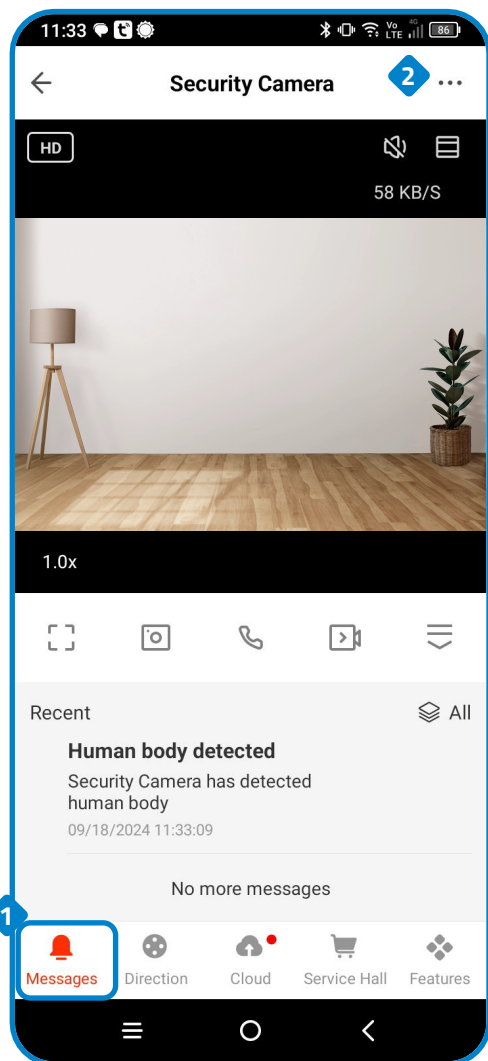 11:33
Vo LTE 4G 86
Security Camera
2
HD
58 KB/S
1.0x
Recent
All
Human body detected
Security Camera has detected
human body
09/18/2024 11:33:09
No more messages
1
Messages Direction Cloud Service Hall Features